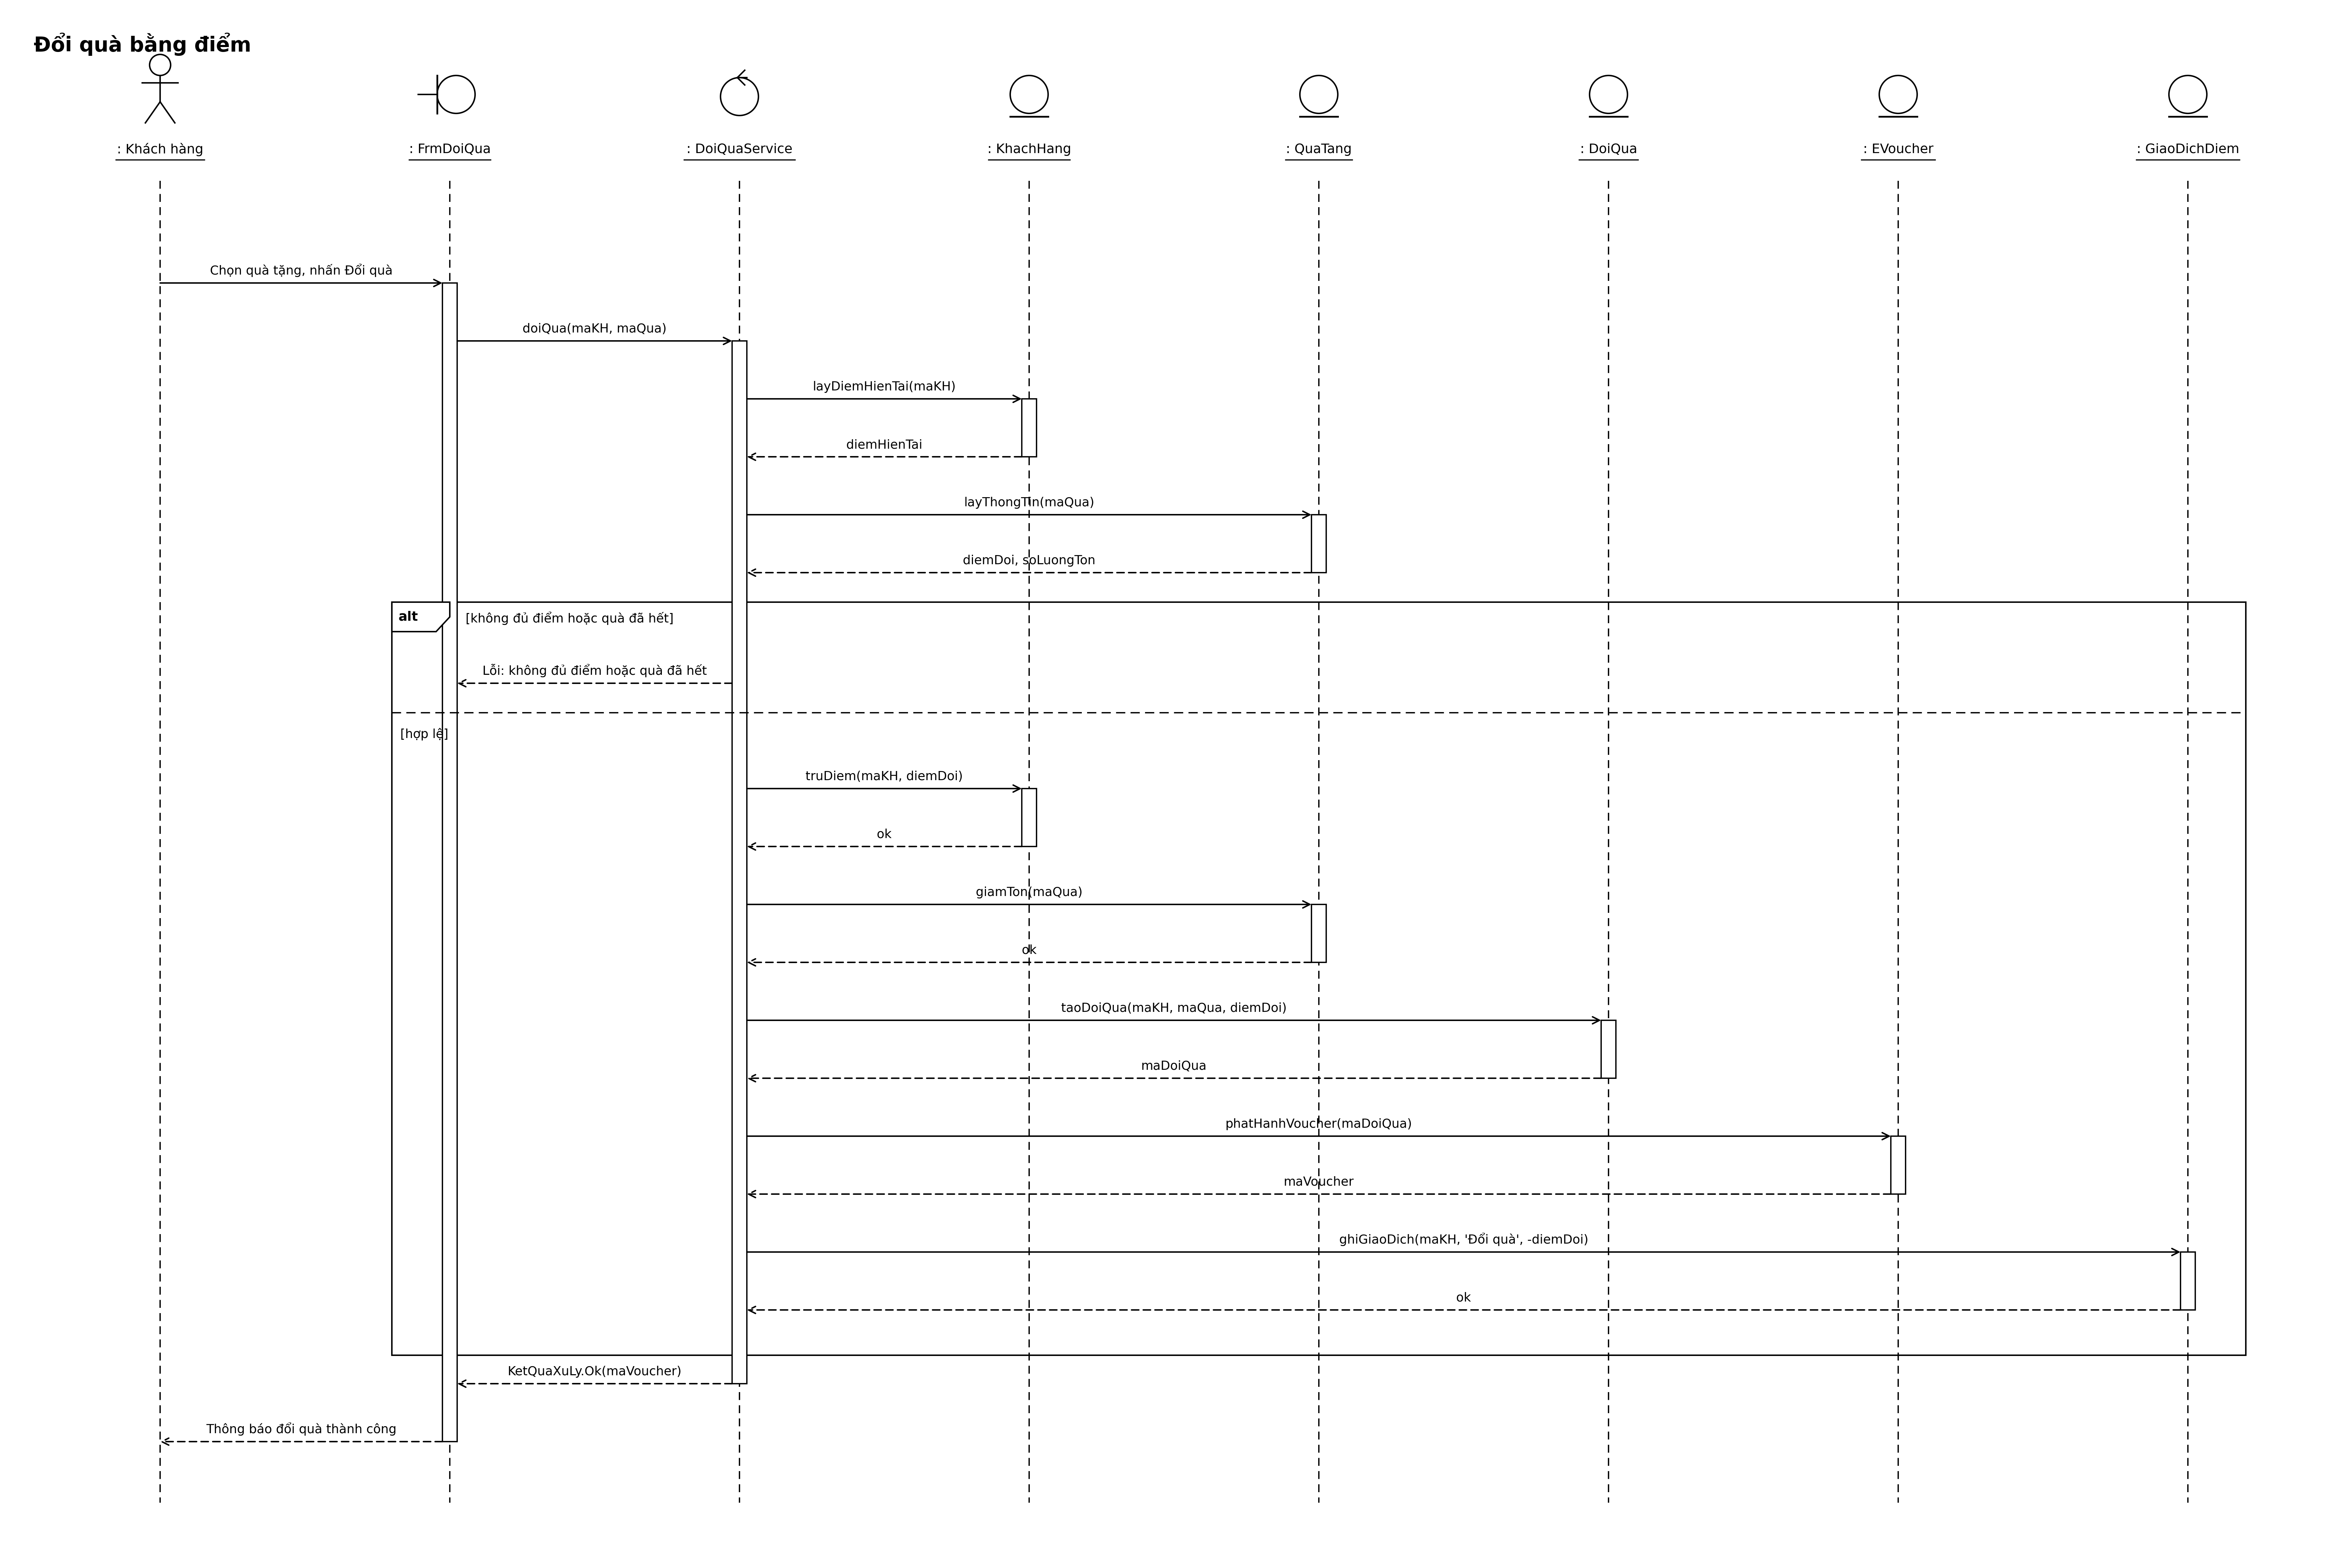 Đổi quà bằng điểm
: Khách hàng
: FrmDoiQua
: DoiQuaService
: KhachHang
: QuaTang
: DoiQua
: EVoucher
: GiaoDichDiem
Chọn quà tặng, nhấn Đổi quà
doiQua(maKH, maQua)
layDiemHienTai(maKH)
diemHienTai
layThongTin(maQua)
diemDoi, soLuongTon
alt
[không đủ điểm hoặc quà đã hết]
Lỗi: không đủ điểm hoặc quà đã hết
[hợp lệ]
truDiem(maKH, diemDoi)
ok
giamTon(maQua)
ok
taoDoiQua(maKH, maQua, diemDoi)
maDoiQua
phatHanhVoucher(maDoiQua)
maVoucher
ghiGiaoDich(maKH, 'Đổi quà', -diemDoi)
ok
KetQuaXuLy.Ok(maVoucher)
Thông báo đổi quà thành công